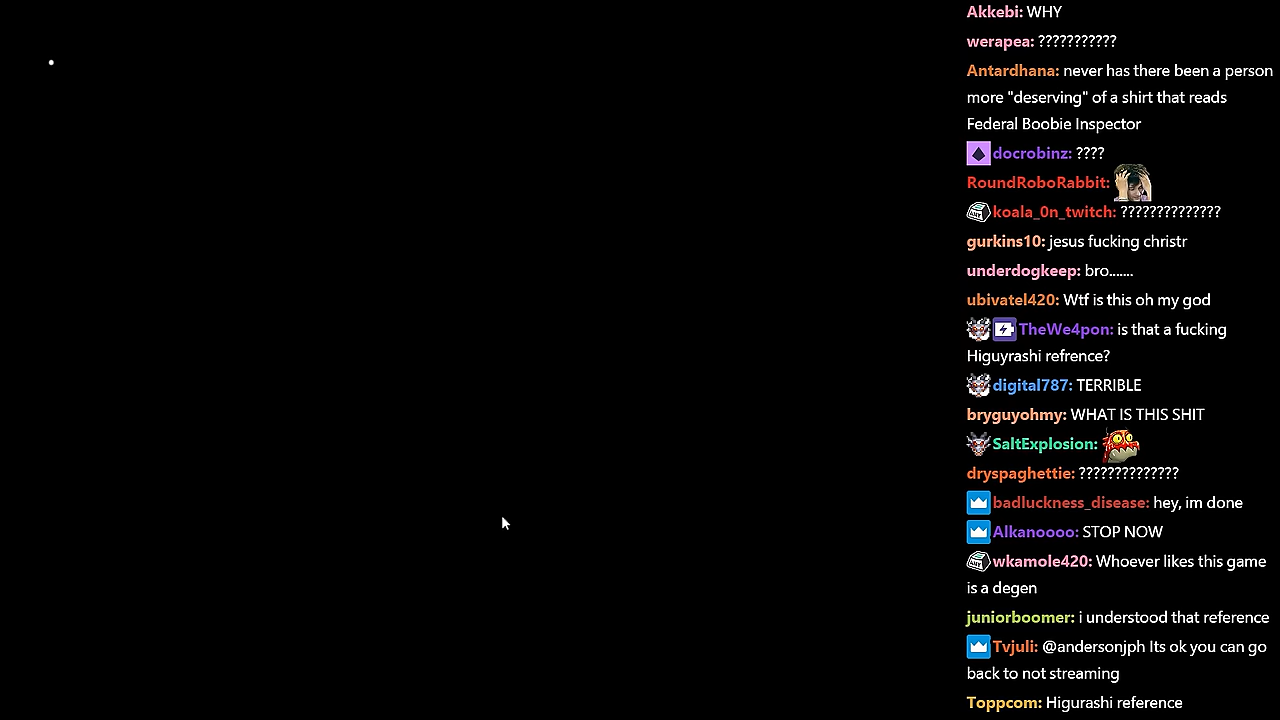 Akkebi: WHY
werapea: ???????????
Antardhana: never has there been a person
more "deserving" of a shirt that reads
Federal Boobie Inspector
docrobinz: ????
RoundRoboRabbit:
koala_0n_twitch: ??????????????
gurkins10: jesus fucking christr
underdogkeep: bro.......
ubivatel420: Wtf is this oh my god
TheWe4pon: is that a fucking
Higuyrashi refrence?
digital787: TERRIBLE
bryguyohmy: WHAT IS THIS SHIT
SaltExplosion:
dryspaghettie: ??????????????
badluckness_disease: hey, im done
Alkanoooo: STOP NOW
wkamole420: Whoever likes this game
is a degen
juniorboomer: i understood that reference
Tvjuli: @andersonjph Its ok you can go
back to not streaming
Toppcom: Higurashi reference